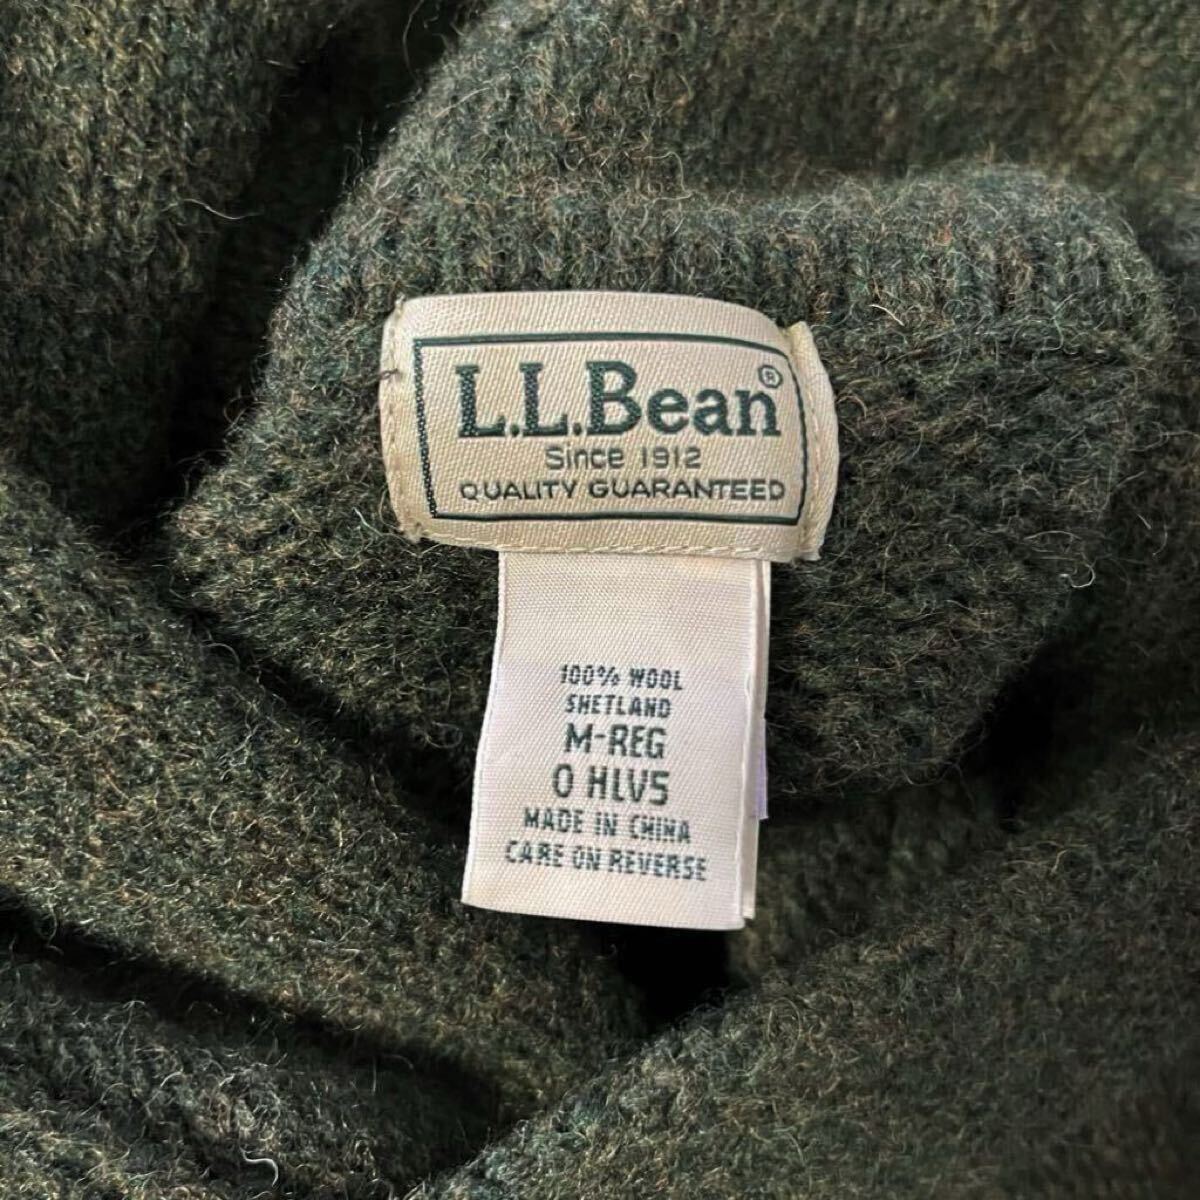 L.L.Bean®
Since 1912
QUALITY GUARANTEED
100% WOOL
SHETLAND
M-REG
0 HLV5
MADE IN CHINA
CARE ON REVERSE